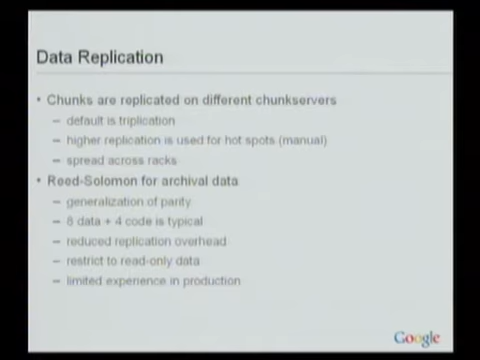 Data Replication
• Chunks are replicated on different chunkservers
– default is triplication
– higher replication is used for hot spots (manual)
– spread across racks
• Reed-Solomon for archival data
– generalization of parity
– 8 data + 4 code is typical
– reduced replication overhead
– restrict to read-only data
– limited experience in production
Google